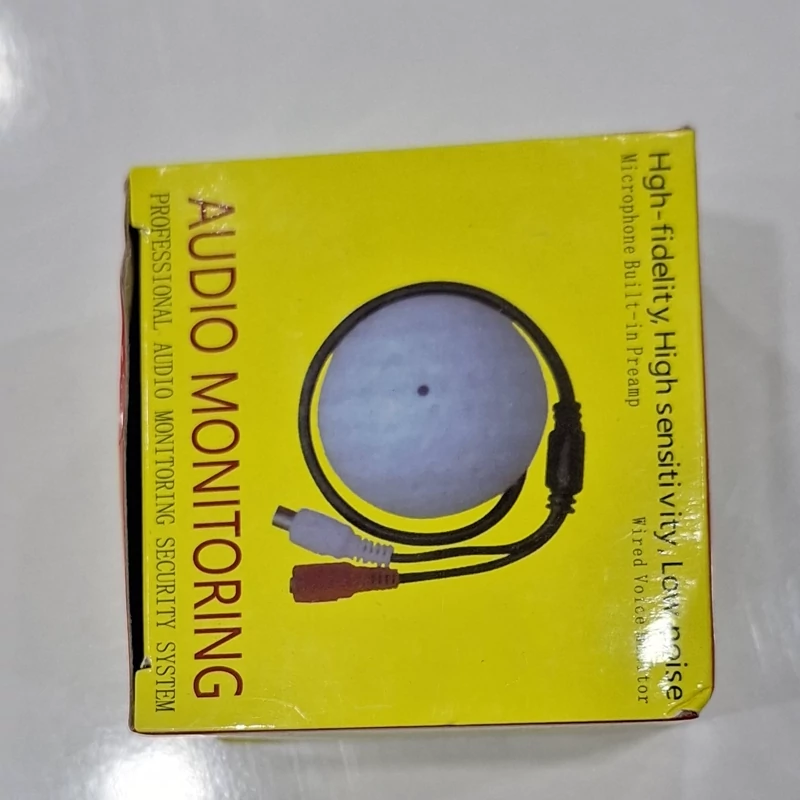 Hgh-fidelity, High sensitivity, Low noise
Microphone Built-in Preamp
Wired Voice Monitor
AUDIO MONITORING
PROFESSIONAL AUDIO MONITORING SECURITY SYSTEM